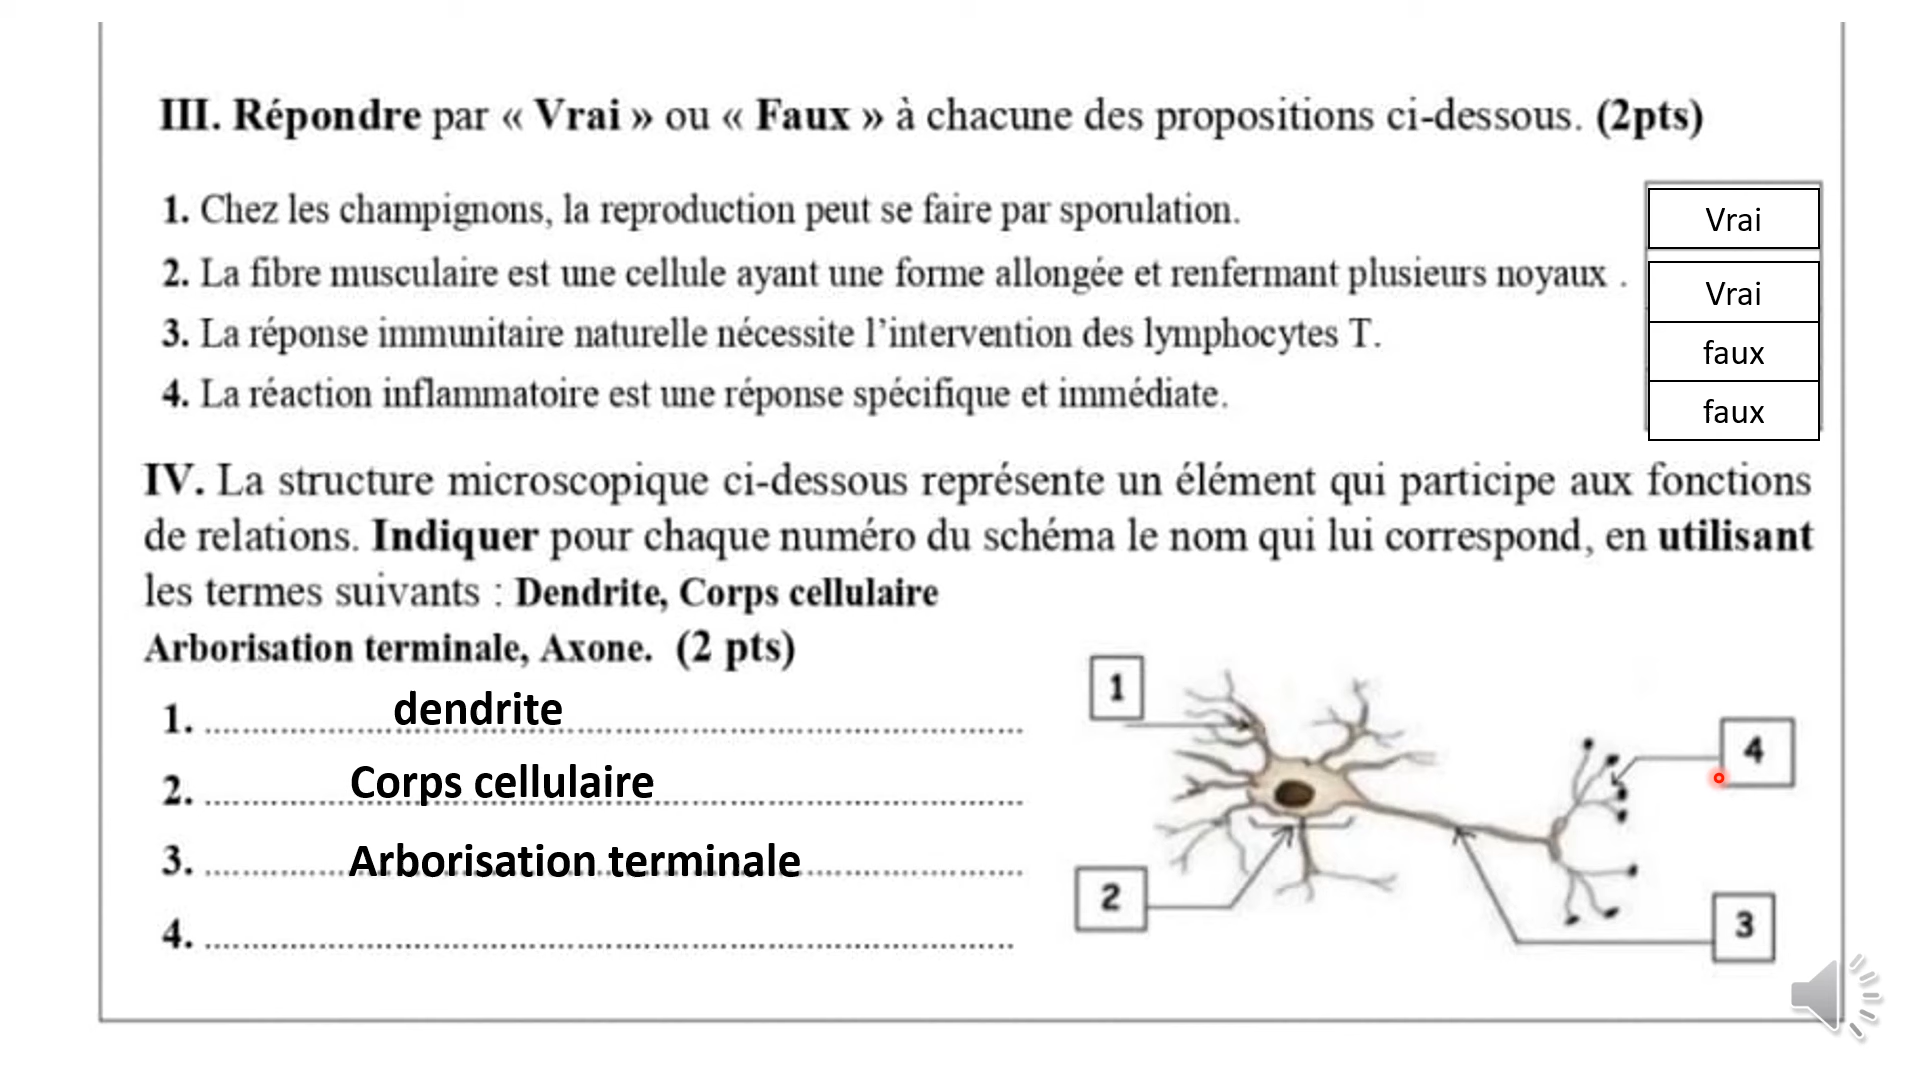 III. Répondre par « Vrai » ou « Faux » à chacune des propositions ci-dessous. (2pts)
1. Chez les champignons, la reproduction peut se faire par sporulation.
Vrai
2. La fibre musculaire est une cellule ayant une forme allongée et renfermant plusieurs noyaux .
Vrai
3. La réponse immunitaire naturelle nécessite l'intervention des lymphocytes T.
faux
4. La réaction inflammatoire est une réponse spécifique et immédiate.
faux
IV. La structure microscopique ci-dessous représente un élément qui participe aux fonctions
de relations. Indiquer pour chaque numéro du schéma le nom qui lui correspond, en utilisant
les termes suivants : Dendrite, Corps cellulaire
Arborisation terminale, Axone. (2 pts)
1. dendrite
2. Corps cellulaire
3. Arborisation terminale
4.
1
4
2
3